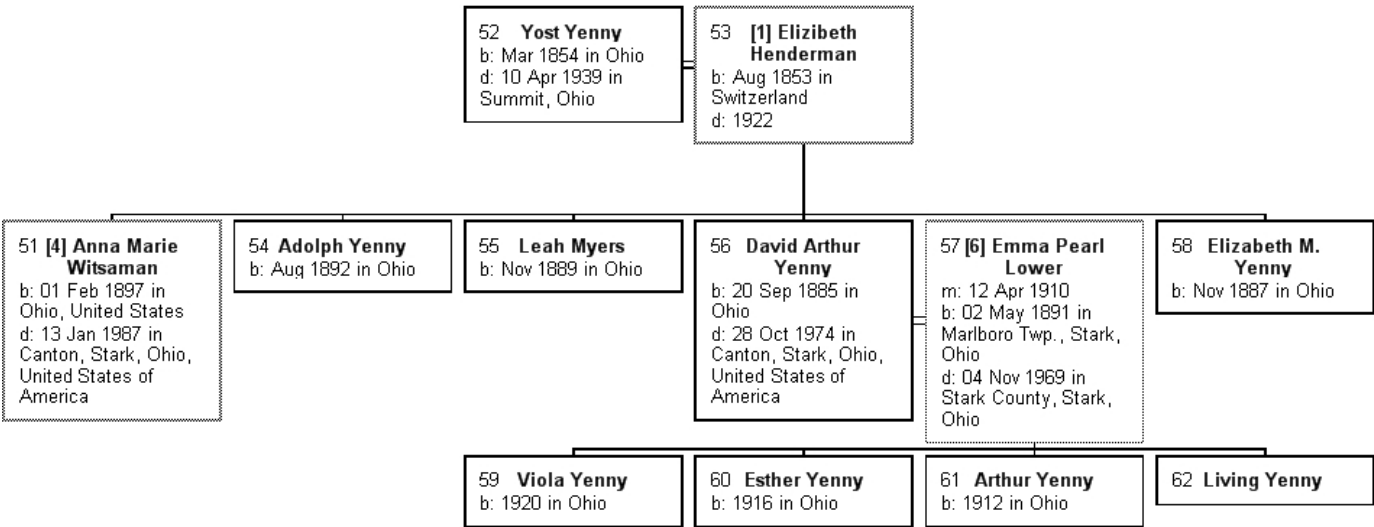 52 Yost Yenny
b: Mar 1854 in Ohio
d: 10 Apr 1939 in
Summit, Ohio
53 [1] Elizibeth
Henderman
b: Aug 1853 in
Switzerland
d: 1922
51 [4] Anna Marie
Witsaman
b: 01 Feb 1897 in
Ohio, United States
d: 13 Jan 1987 in
Canton, Stark, Ohio,
United States of
America
54 Adolph Yenny
b: Aug 1892 in Ohio
55 Leah Myers
b: Nov 1889 in Ohio
56 David Arthur
Yenny
b: 20 Sep 1885 in
Ohio
d: 28 Oct 1974 in
Canton, Stark, Ohio,
United States of
America
57 [6] Emma Pearl
Lower
m: 12 Apr 1910
b: 02 May 1891 in
Marlboro Twp., Stark,
Ohio
d: 04 Nov 1969 in
Stark County, Stark,
Ohio
58 Elizabeth M.
Yenny
b: Nov 1887 in Ohio
59 Viola Yenny
b: 1920 in Ohio
60 Esther Yenny
b: 1916 in Ohio
61 Arthur Yenny
b: 1912 in Ohio
62 Living Yenny